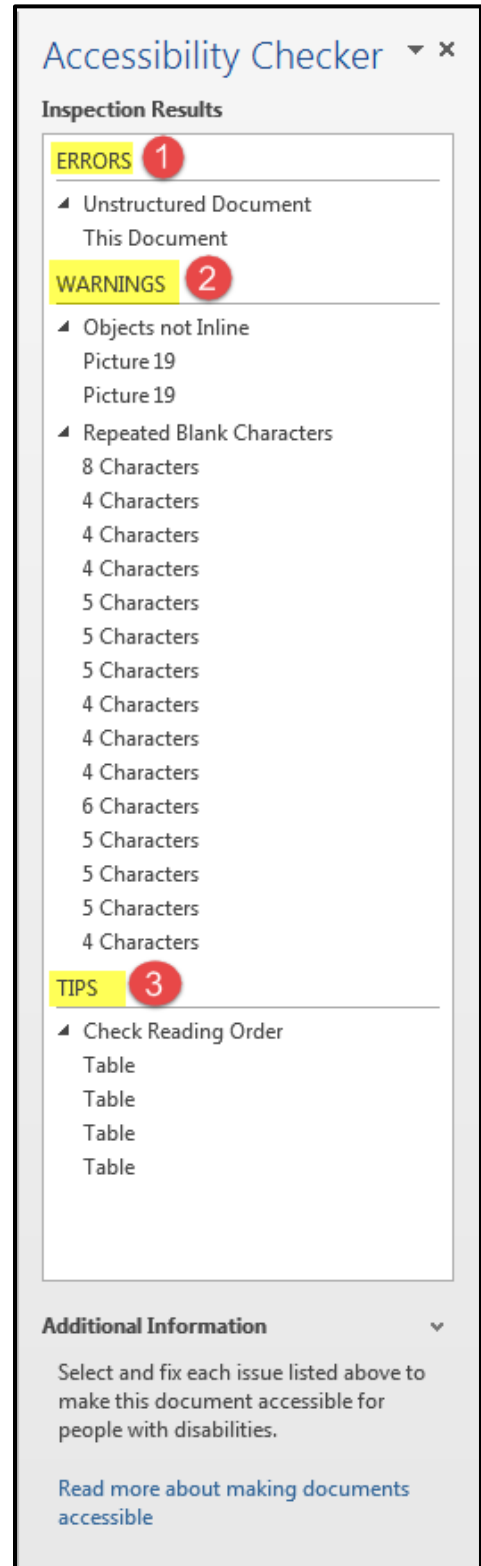 Accessibility Checker
Inspection Results
ERRORS 1
Unstructured Document
This Document
WARNINGS 2
Objects not Inline
Picture 19
Picture 19
Repeated Blank Characters
8 Characters
4 Characters
4 Characters
4 Characters
5 Characters
5 Characters
5 Characters
4 Characters
4 Characters
4 Characters
6 Characters
5 Characters
5 Characters
5 Characters
4 Characters
TIPS 3
Check Reading Order
Table
Table
Table
Table
Additional Information
Select and fix each issue listed above to
make this document accessible for
people with disabilities.
Read more about making documents
accessible